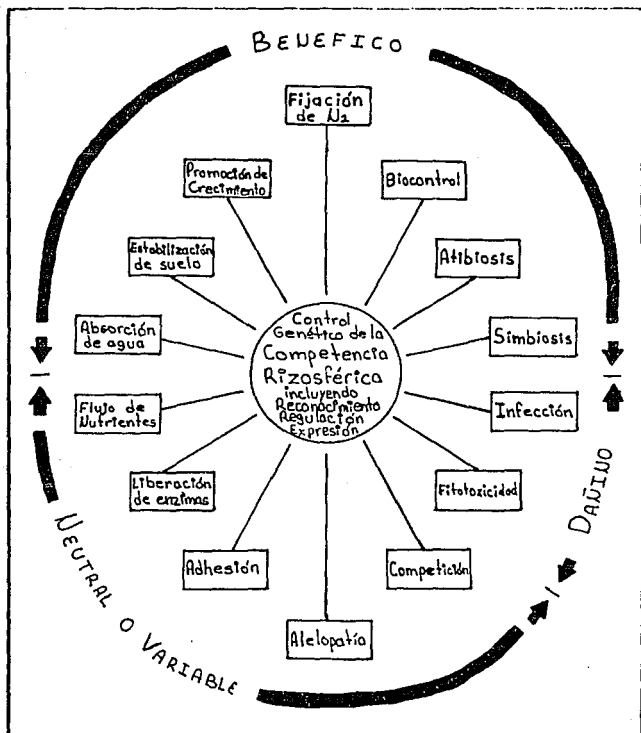 BENEFICO
Fijación
de N2
Promoción de
Crecimiento
Biocontrol
Estabilización
de suelo
Atibiosis
Absorción
de agua
Simbiosis
Control
Genético de la
Competencia
Rizosférica
incluyendo
Reconocimiento
Regulación
Expresión
Flujo de
Nutrientes
Infección
Liberación
de enzimas
Fitotoxicidad
Adhesión
Competición
Alelopatía
NEUTRAL O VARIABLE
DAÑINO